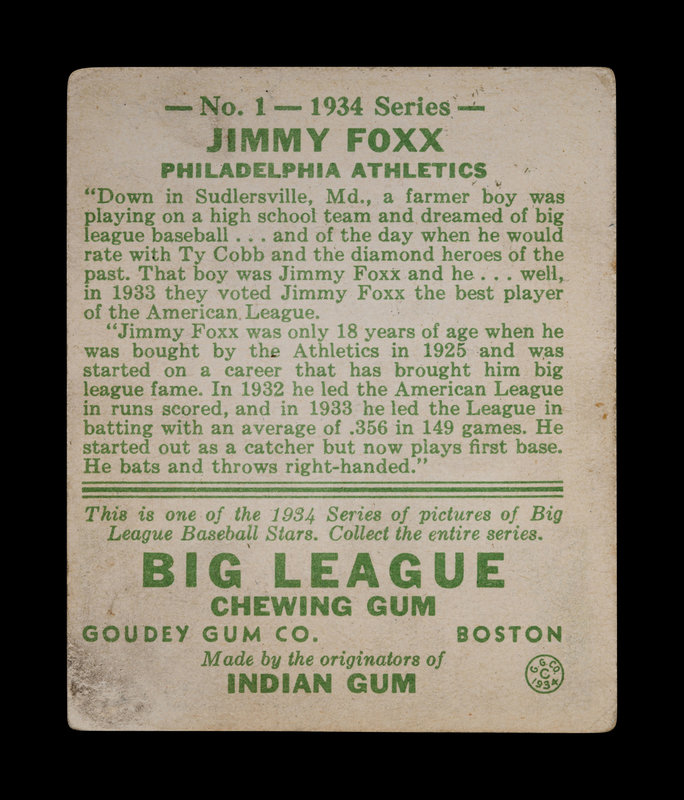 — No. 1 — 1934 Series —
JIMMY FOXX
PHILADELPHIA ATHLETICS
"Down in Sudlersville, Md., a farmer boy was
playing on a high school team and dreamed of big
league baseball . . . and of the day when he would
rate with Ty Cobb and the diamond heroes of the
past. That boy was Jimmy Foxx and he . . . well,
in 1933 they voted Jimmy Foxx the best player
of the American League.
"Jimmy Foxx was only 18 years of age when he
was bought by the Athletics in 1925 and was
started on a career that has brought him big
league fame. In 1932 he led the American League
in runs scored, and in 1933 he led the League in
batting with an average of .356 in 149 games. He
started out as a catcher but now plays first base.
He bats and throws right-handed."
This is one of the 1934 Series of pictures of Big
League Baseball Stars. Collect the entire series.
BIG LEAGUE
CHEWING GUM
GOUDEY GUM CO. BOSTON
Made by the originators of
INDIAN GUM
G. G. CO.
C
1934